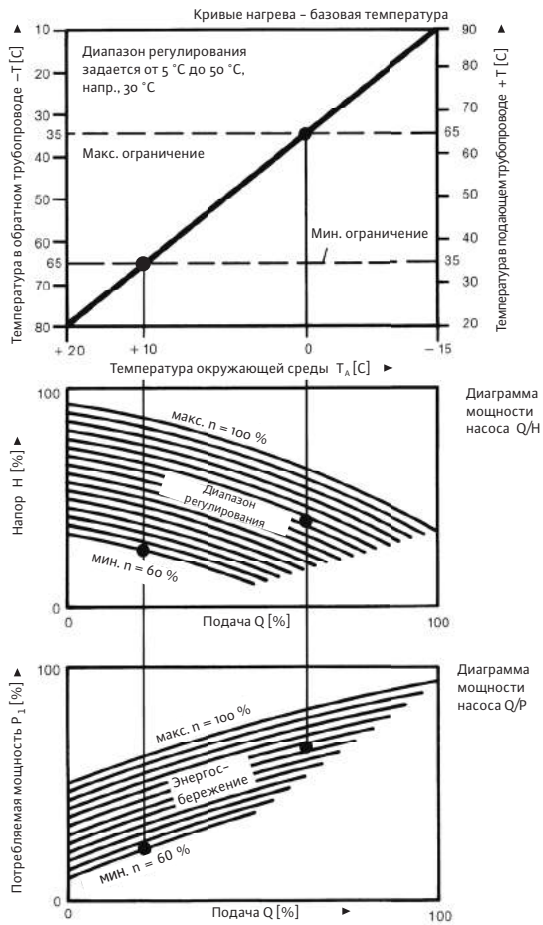 Кривые нагрева – базовая температура
Температура в обратном трубопроводе –T [C]
10
20
30
35
40
50
60
65
70
80
Диапазон регулирования
задается от 5 °C до 50 °C,
напр., 30 °C
Макс. ограничение
Мин. ограничение
90
80
70
65
60
50
40
35
30
20
Температура в подающем трубопроводе + T [C]
+ 20
+ 10
0
– 15
Температура окружающей среды T_A [C]
Диаграмма
мощности
насоса Q/H
100
Напор H [%]
0
макс. n = 100 %
Диапазон
регулирования
мин. n = 60 %
0
Подача Q [%]
100
Диаграмма
мощности
насоса Q/P
100
Потребляемая мощность P₁ [%]
0
макс. n = 100 %
Энергос-
бережение
мин. n = 60 %
0
Подача Q [%]
100